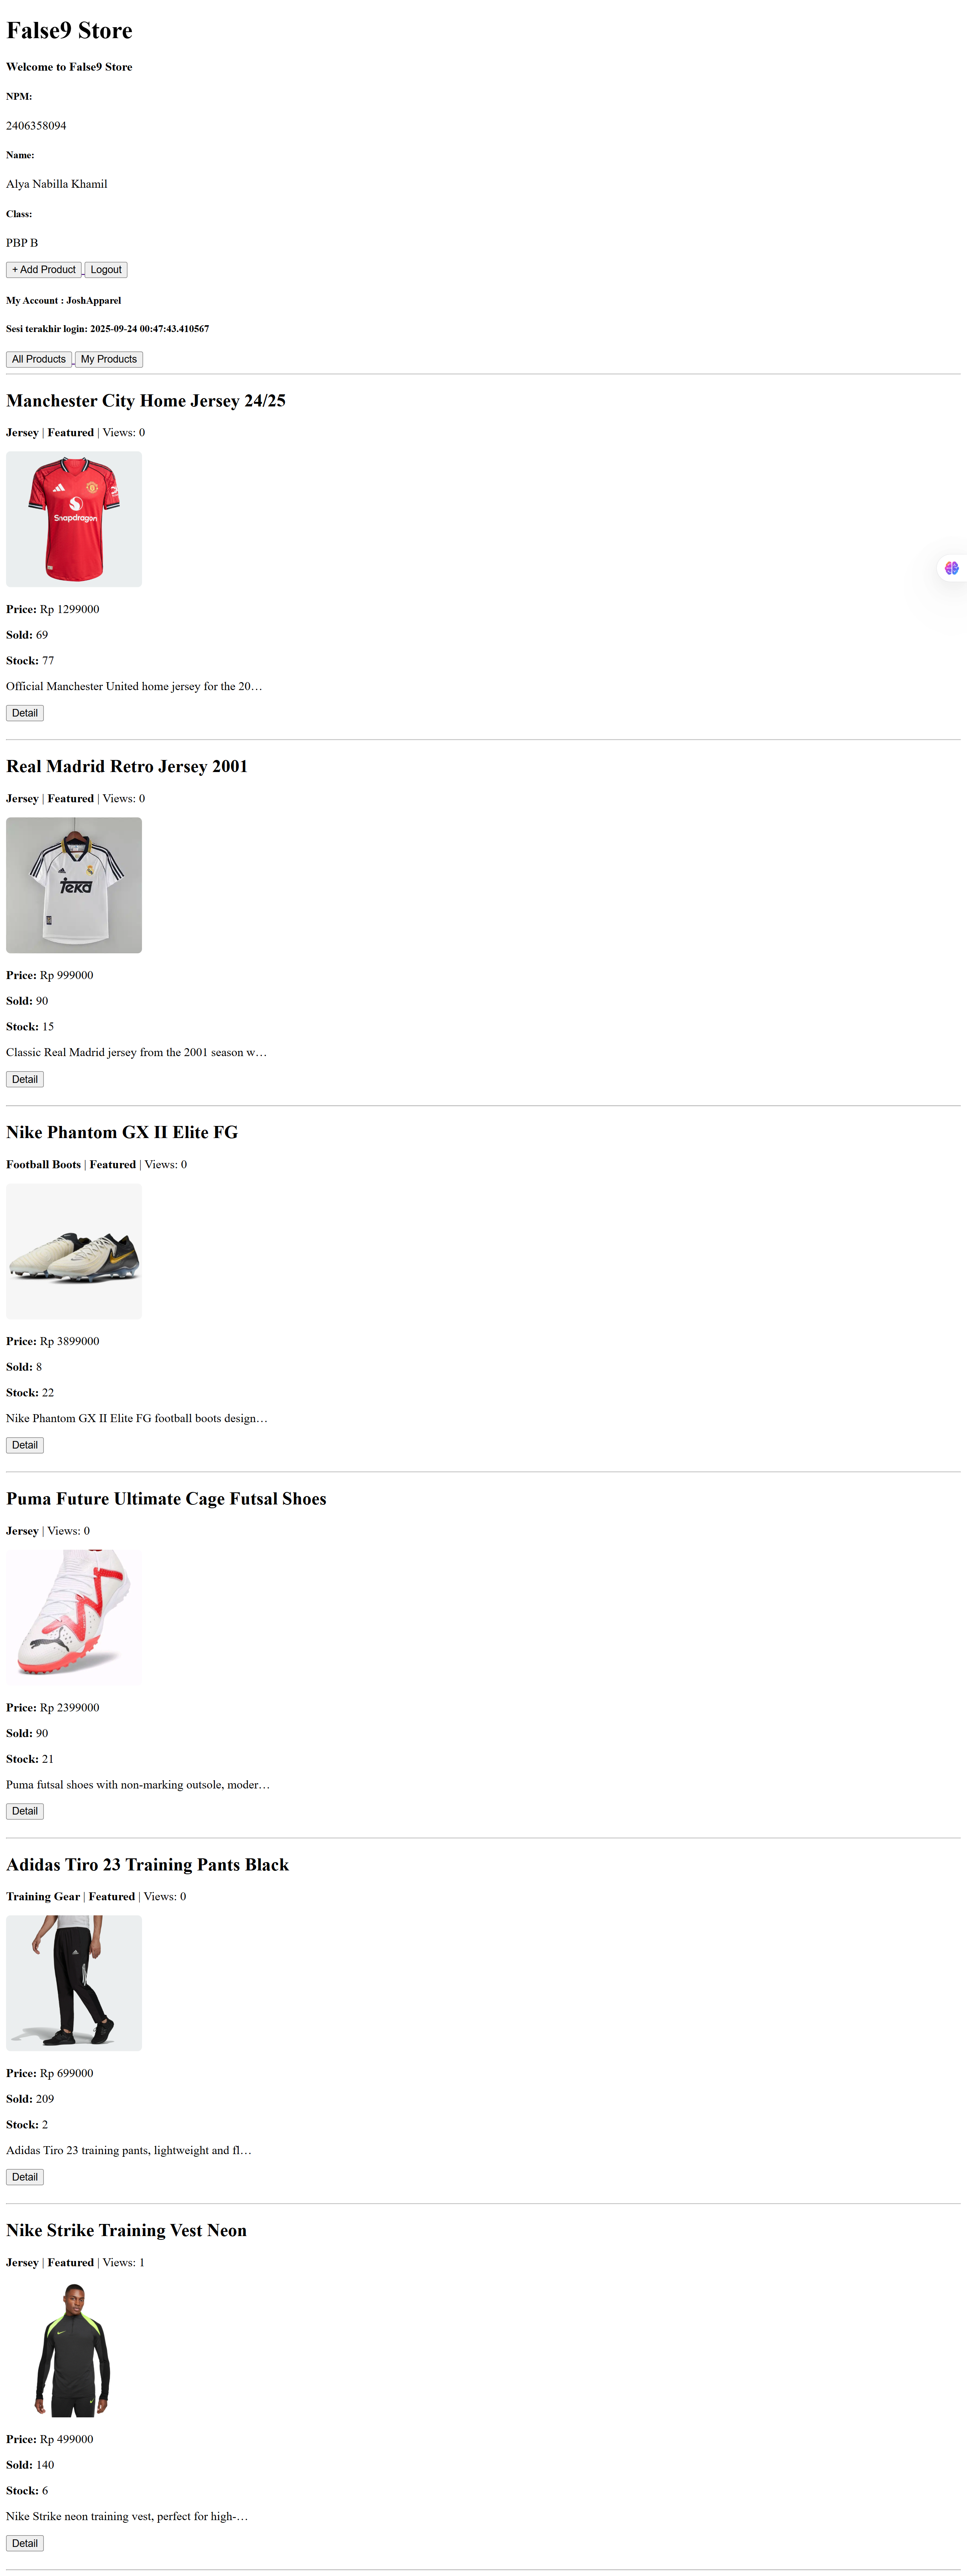 False9 Store
Welcome to False9 Store
NPM:
2406358094
Name:
Alya Nabilla Khamil
Class:
PBP B
+ Add Product Logout
My Account : JoshApparel
Sesi terakhir login: 2025-09-24 00:47:43.410567
All Products My Products
Manchester City Home Jersey 24/25
Jersey | Featured | Views: 0
Snapdragon
Price: Rp 1299000
Sold: 69
Stock: 77
Official Manchester United home jersey for the 20…
Detail
Real Madrid Retro Jersey 2001
Jersey | Featured | Views: 0
Teka
Price: Rp 999000
Sold: 90
Stock: 15
Classic Real Madrid jersey from the 2001 season w…
Detail
Nike Phantom GX II Elite FG
Football Boots | Featured | Views: 0
Price: Rp 3899000
Sold: 8
Stock: 22
Nike Phantom GX II Elite FG football boots design…
Detail
Puma Future Ultimate Cage Futsal Shoes
Jersey | Views: 0
Price: Rp 2399000
Sold: 90
Stock: 21
Puma futsal shoes with non-marking outsole, moder…
Detail
Adidas Tiro 23 Training Pants Black
Training Gear | Featured | Views: 0
Price: Rp 699000
Sold: 209
Stock: 2
Adidas Tiro 23 training pants, lightweight and fl…
Detail
Nike Strike Training Vest Neon
Jersey | Featured | Views: 1
Price: Rp 499000
Sold: 140
Stock: 6
Nike Strike neon training vest, perfect for high-…
Detail